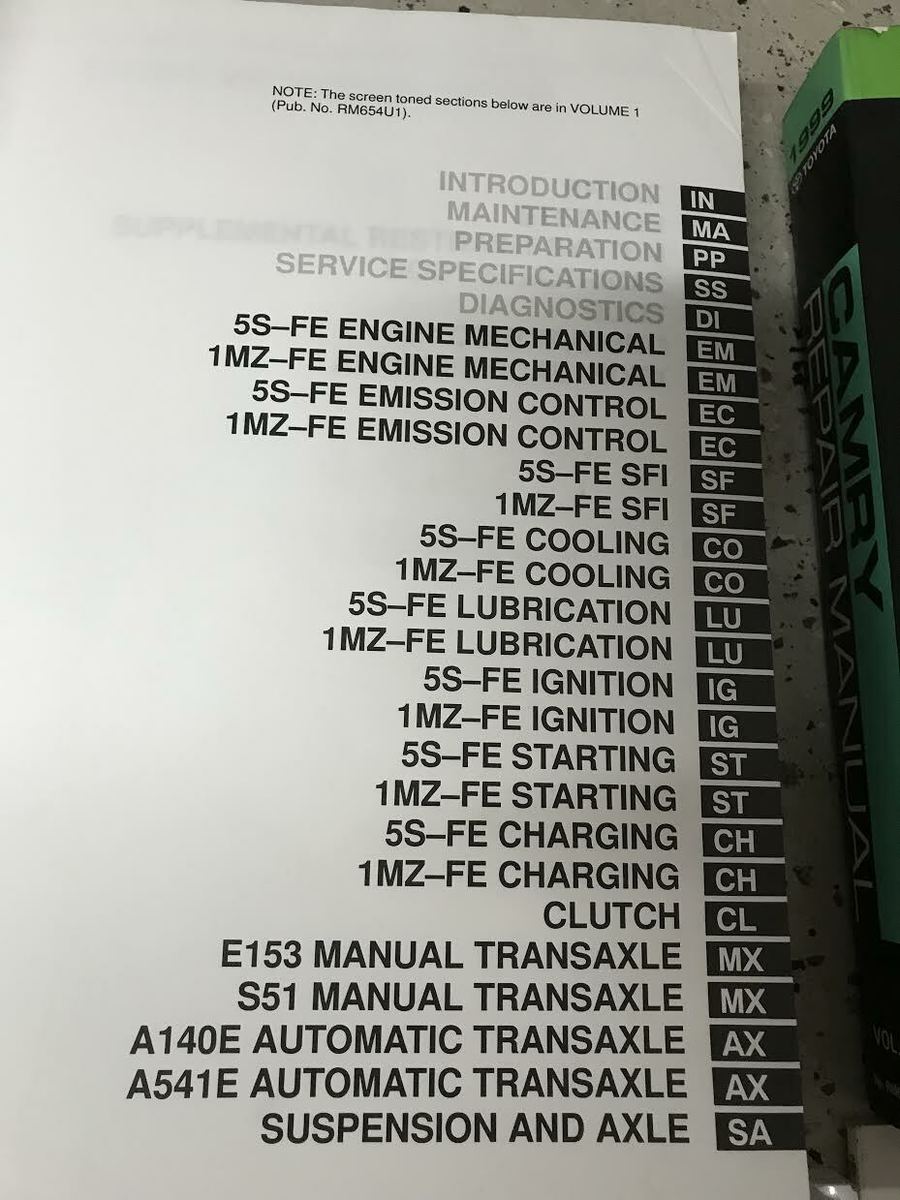 NOTE: The screen toned sections below are in VOLUME 1
(Pub. No. RM654U1).
INTRODUCTION IN
MAINTENANCE MA
PREPARATION PP
SERVICE SPECIFICATIONS SS
DIAGNOSTICS DI
5S–FE ENGINE MECHANICAL EM
1MZ–FE ENGINE MECHANICAL EM
5S–FE EMISSION CONTROL EC
1MZ–FE EMISSION CONTROL EC
5S–FE SFI SF
1MZ–FE SFI SF
5S–FE COOLING CO
1MZ–FE COOLING CO
5S–FE LUBRICATION LU
1MZ–FE LUBRICATION LU
5S–FE IGNITION IG
1MZ–FE IGNITION IG
5S–FE STARTING ST
1MZ–FE STARTING ST
5S–FE CHARGING CH
1MZ–FE CHARGING CH
CLUTCH CL
E153 MANUAL TRANSAXLE MX
S51 MANUAL TRANSAXLE MX
A140E AUTOMATIC TRANSAXLE AX
A541E AUTOMATIC TRANSAXLE AX
SUSPENSION AND AXLE SA
SUPPLEMENTAL
1999
TOYOTA
CAMRY
REPAIR MANUAL